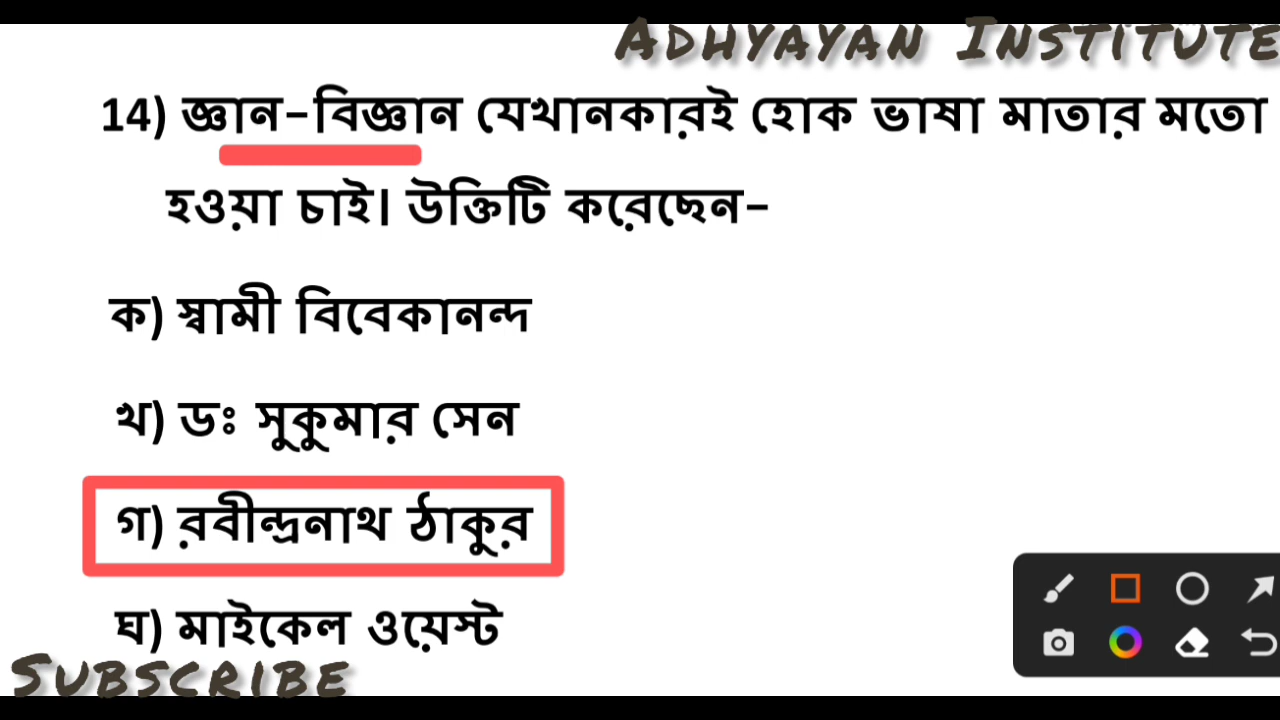 ADHYAYAN INSTITUTE
14) জ্ঞান-বিজ্ঞান যেখানকারই হোক ভাষা মাতার মতো
হওয়া চাই। উক্তিটি করেছেন-
ক) স্বামী বিবেকানন্দ
খ) ডঃ সুকুমার সেন
গ) রবীন্দ্রনাথ ঠাকুর
ঘ) মাইকেল ওয়েস্ট
SUBSCRIBE